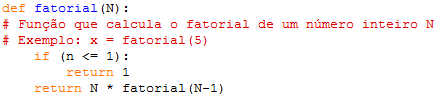 def fatorial(N):
# Função que calcula o fatorial de um número inteiro N
# Exemplo: x = fatorial(5)
    if (n <= 1):
        return 1
    return N * fatorial(N-1)